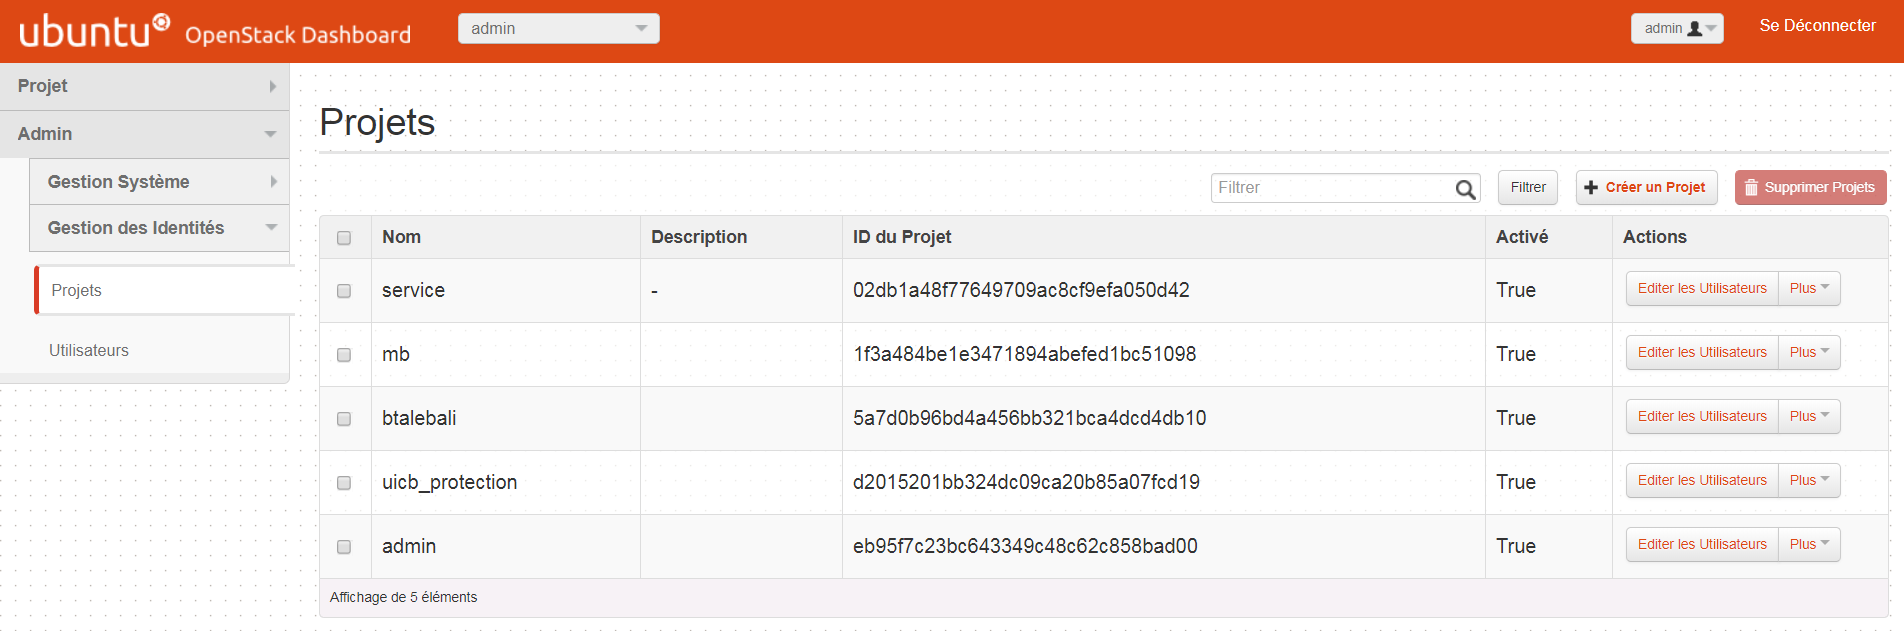 ubuntu OpenStack Dashboard admin admin Se Déconnecter
Projet
Admin
Gestion Système
Gestion des Identités
Projets
Utilisateurs
Projets
Filtrer Filtrer Créer un Projet Supprimer Projets
Nom Description ID du Projet Activé Actions
service - 02db1a48f77649709ac8cf9efa050d42 True Editer les Utilisateurs Plus
mb 1f3a484be1e3471894abefed1bc51098 True Editer les Utilisateurs Plus
btalebali 5a7d0b96bd4a456bb321bca4dcd4db10 True Editer les Utilisateurs Plus
uicb_protection d2015201bb324dc09ca20b85a07fcd19 True Editer les Utilisateurs Plus
admin eb95f7c23bc643349c48c62c858bad00 True Editer les Utilisateurs Plus
Affichage de 5 éléments